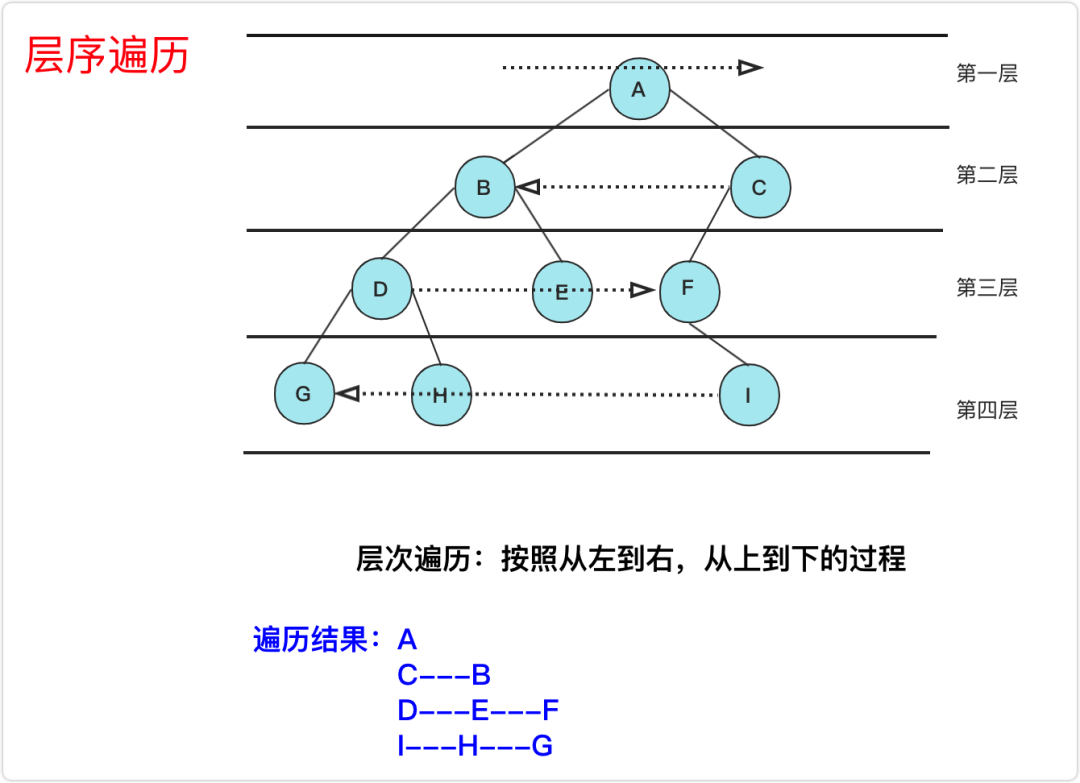 层序遍历
第一层
A
第二层
B
C
第三层
D
E
F
G
H
I
第四层
层次遍历：按照从左到右，从上到下的过程
遍历结果：A
C---B
D---E---F
I---H---G